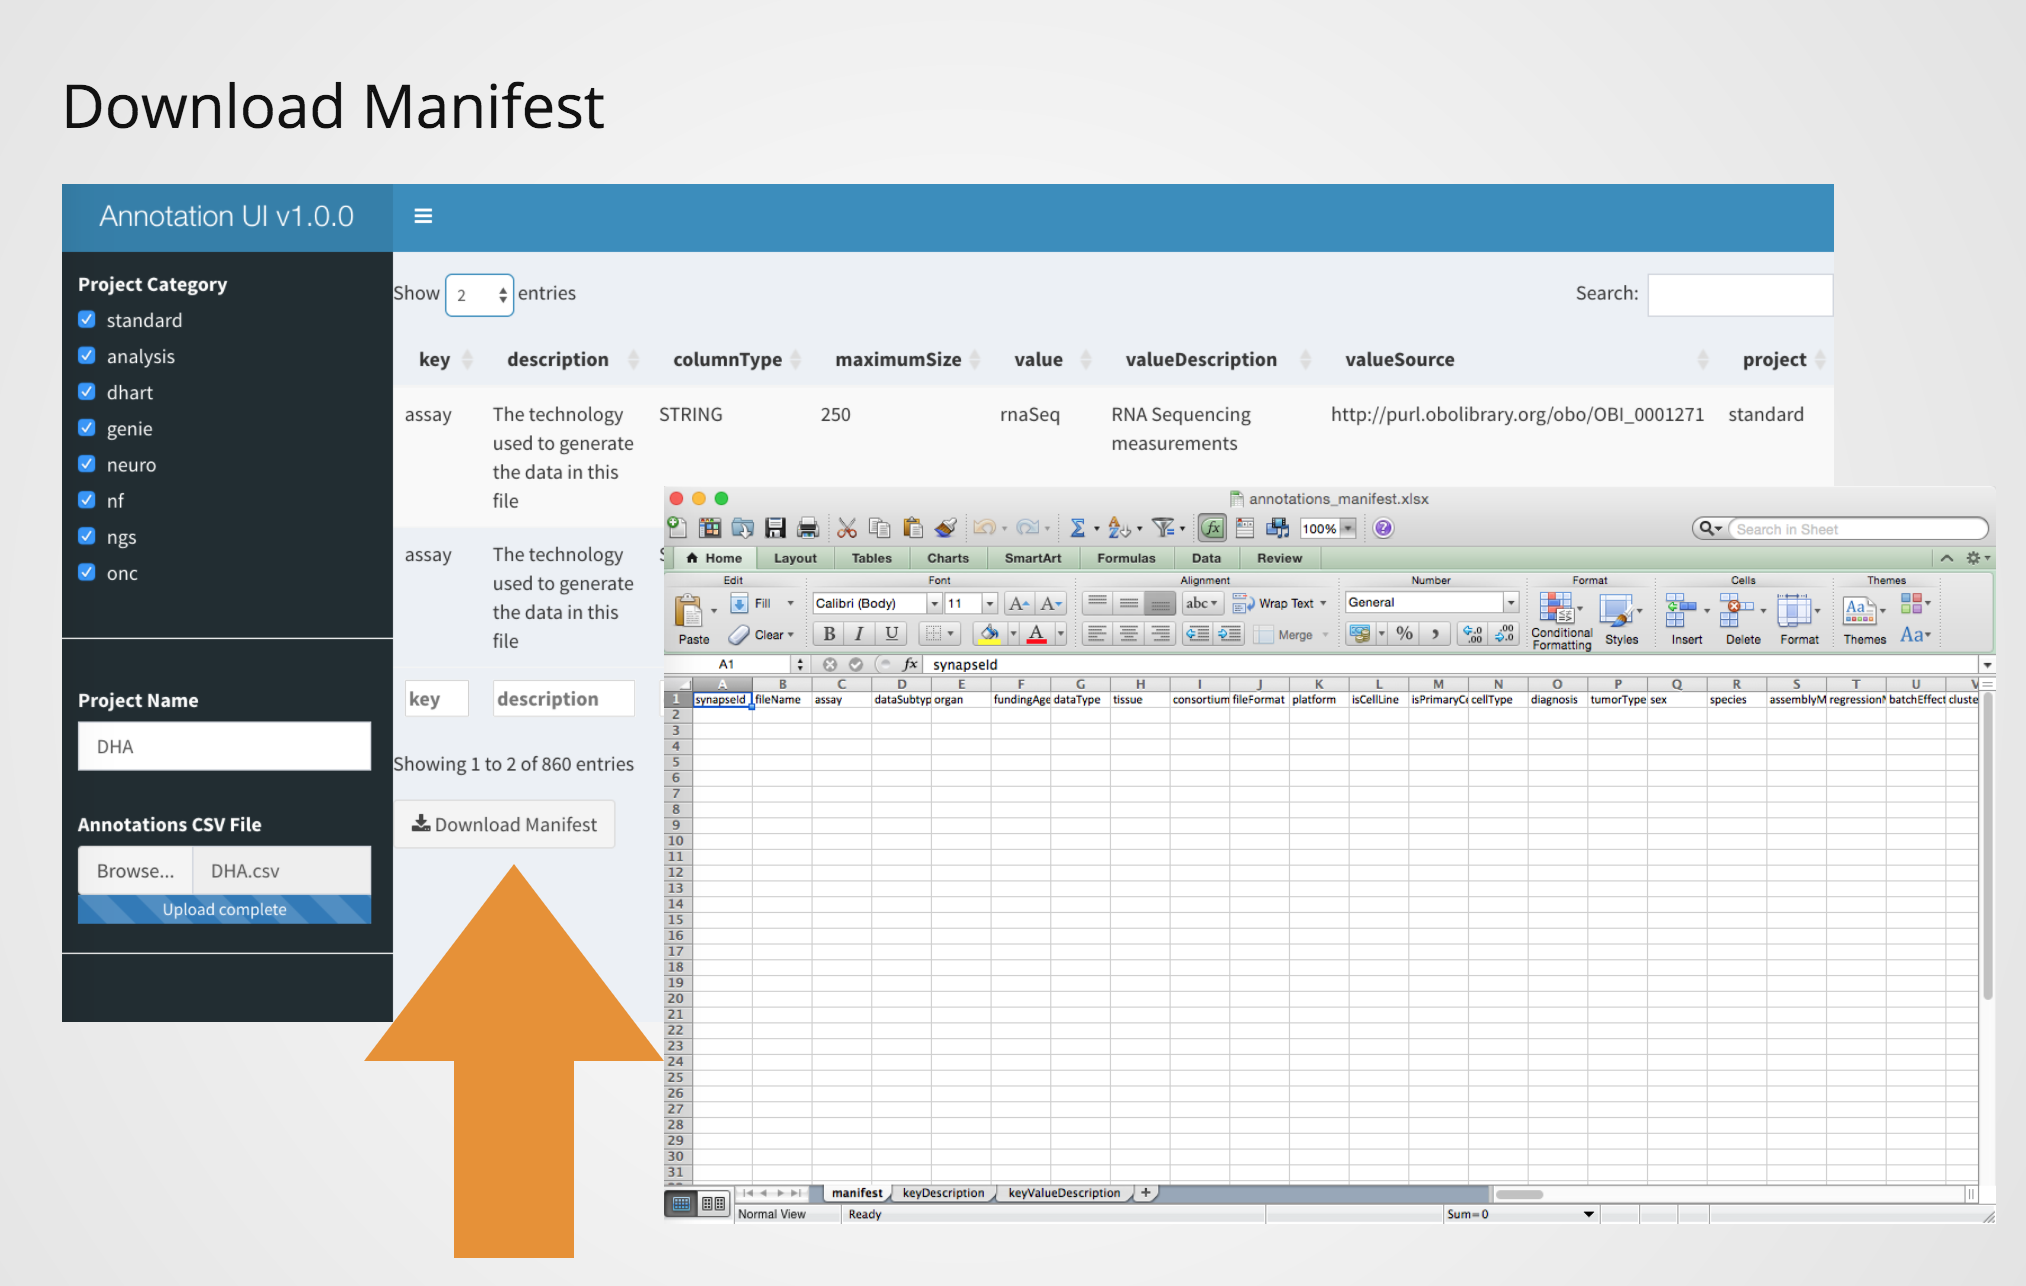 Download Manifest
Annotation UI v1.0.0
Project Category
standard
analysis
dhart
genie
neuro
nf
ngs
onc
Project Name
DHA
Annotations CSV File
Browse... DHA.csv
Upload complete
Show 2 entries
Search:
key description columnType maximumSize value valueDescription valueSource project
assay The technology STRING 250 rnaSeq RNA Sequencing http://purl.obolibrary.org/obo/OBI_0001271 standard
used to generate measurements
the data in this
file
assay The technology
used to generate
the data in this
file
key description
Showing 1 to 2 of 860 entries
Download Manifest
annotations_manifest.xlsx
100% Search in Sheet
Home Layout Tables Charts SmartArt Formulas Data Review
Edit Font Alignment Number Format Cells Themes
Fill Calibri (Body) 11 A A abc Wrap Text General
Paste Clear B I U A Merge % Conditional Formatting Styles Insert Delete Format Themes Aa
A1 fx synapseId
A B C D E F G H I J K L M N O P Q R S T U V
1 synapseId fileName assay dataSubtyp organ fundingAge dataType tissue consortium fileFormat platform isCellLine isPrimaryCe cellType diagnosis tumorType sex species assemblyM regressionM batchEffect cluste
2
3
4
5
6
7
8
9
10
11
12
13
14
15
16
17
18
19
20
21
22
23
24
25
26
27
28
29
30
31
manifest keyDescription keyValueDescription +
Normal View Ready Sum=0